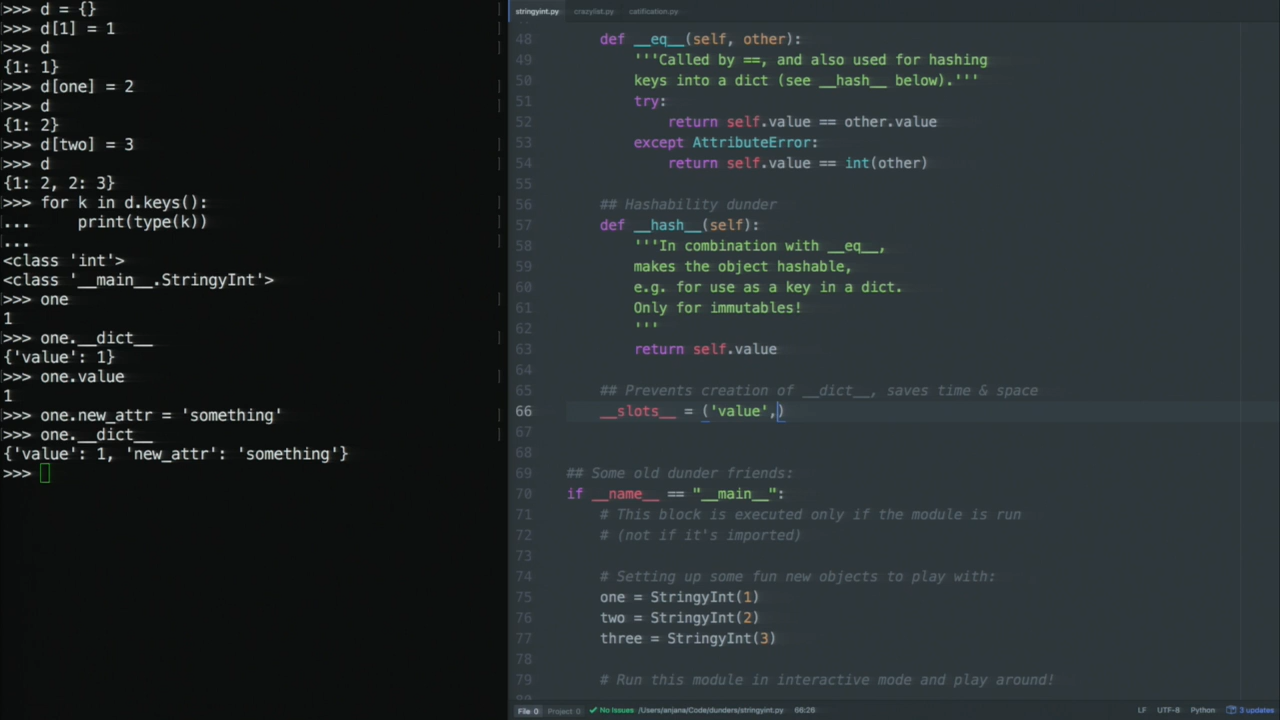 >>> d = {}
>>> d[1] = 1
>>> d
{1: 1}
>>> d[one] = 2
>>> d
{1: 2}
>>> d[two] = 3
>>> d
{1: 2, 2: 3}
>>> for k in d.keys():
...     print(type(k))
...
<class 'int'>
<class '__main__.StringyInt'>
>>> one
1
>>> one.__dict__
{'value': 1}
>>> one.value
1
>>> one.new_attr = 'something'
>>> one.__dict__
{'value': 1, 'new_attr': 'something'}
>>>
stringyint.py crazylist.py catification.py
48 def __eq__(self, other):
49 '''Called by ==, and also used for hashing
50 keys into a dict (see __hash__ below).'''
51 try:
52 return self.value == other.value
53 except AttributeError:
54 return self.value == int(other)
55
56 ## Hashability dunder
57 def __hash__(self):
58 '''In combination with __eq__,
59 makes the object hashable,
60 e.g. for use as a key in a dict.
61 Only for immutables!
62 '''
63 return self.value
64
65 ## Prevents creation of __dict__, saves time & space
66 __slots__ = ('value',)
67
68
69 ## Some old dunder friends:
70 if __name__ == "__main__":
71 # This block is executed only if the module is run
72 # (not if it's imported)
73
74 # Setting up some fun new objects to play with:
75 one = StringyInt(1)
76 two = StringyInt(2)
77 three = StringyInt(3)
78
79 # Run this module in interactive mode and play around!
80
File 0 Project 0 ✓ No Issues /Users/anjana/Code/dunders/stringyint.py 66:26 LF UTF-8 Python 3 updates